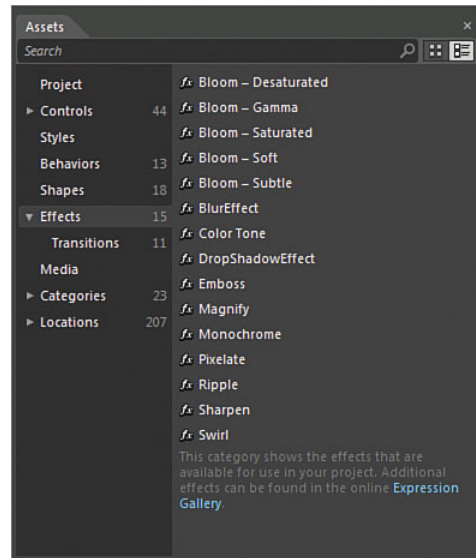 Assets
Search
Project
Controls 44
Styles
Behaviors 13
Shapes 18
Effects 15
Transitions 11
Media
Categories 23
Locations 207
fx Bloom – Desaturated
fx Bloom – Gamma
fx Bloom – Saturated
fx Bloom – Soft
fx Bloom – Subtle
fx BlurEffect
fx Color Tone
fx DropShadowEffect
fx Emboss
fx Magnify
fx Monochrome
fx Pixelate
fx Ripple
fx Sharpen
fx Swirl
This category shows the effects that are
available for use in your project. Additional
effects can be found in the online Expression
Gallery.